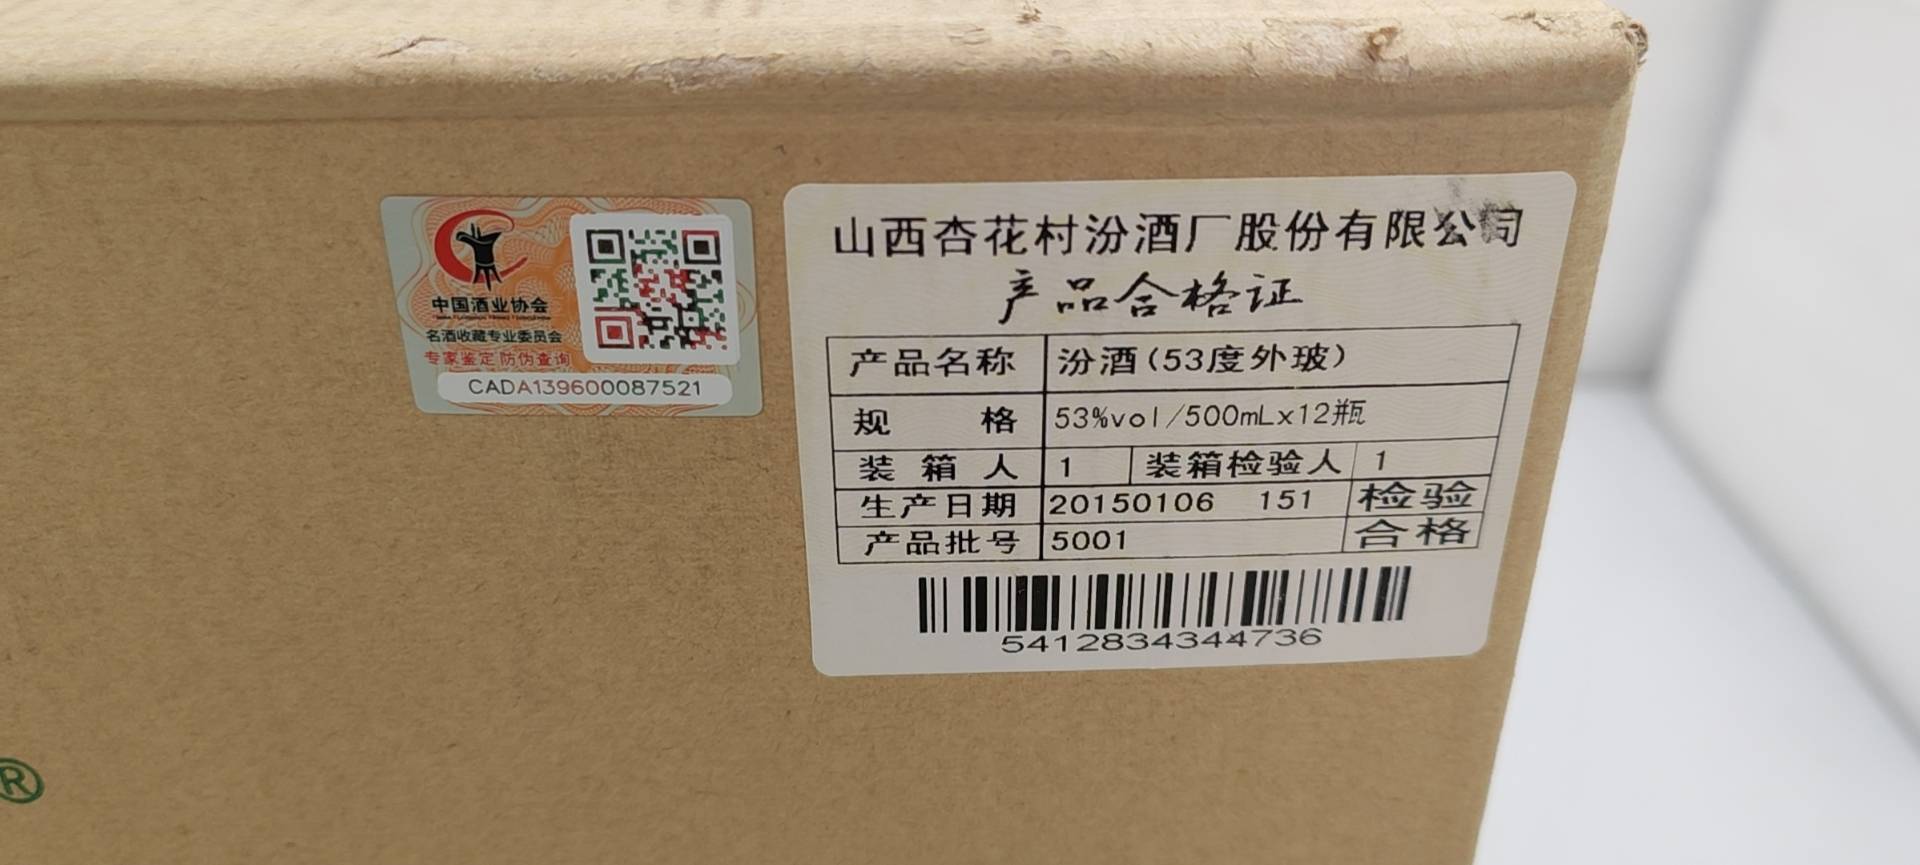 中国酒业协会
名酒收藏专业委员会
专家鉴定 防伪查询
CADA139600087521
山西杏花村汾酒厂股份有限公司
产品合格证
产品名称 汾酒(53度外玻)
规格 53%vol/500mLx12瓶
装箱人 1 装箱检验人 1
生产日期 20150106 151 检验
产品批号 5001 合格
5412834344736
®